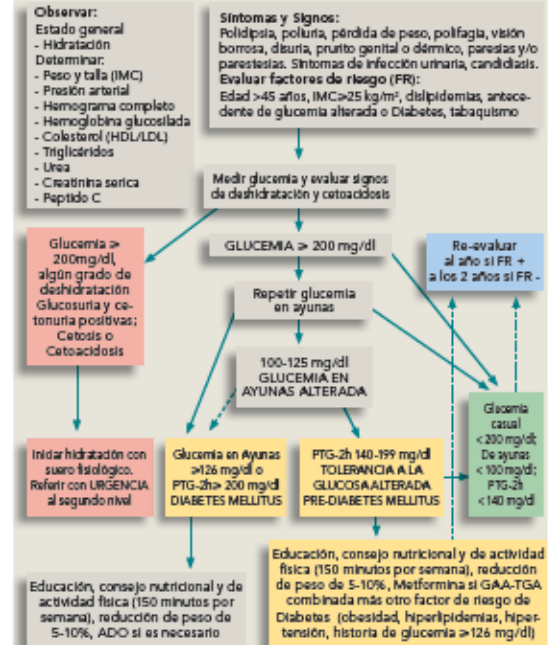 Observar:
Estado general
- Hidratación
Determinar:
- Peso y talla (IMC)
- Presión arterial
- Hemograma completo
- Hemoglobina glucosilada
- Colesterol (HDL/LDL)
- Triglicéridos
- Urea
- Creatinina serica
- Peptido C
Síntomas y Signos:
Polidipsia, poliuria, pérdida de peso, polifagia, visión
borrosa, disuria, prurito genital o dérmico, paresias y/o
parestesias. Síntomas de infección urinaria, candidiasis.
Evaluar factores de riesgo (FR):
Edad >45 años, IMC≥25 kg/m², dislipidemias, antece-
dente de glucemia alterada o Diabetes, tabaquismo
Medir glucemia y evaluar signos
de deshidratación y cetoacidosis
Glucemia ≥
200mg/dl,
algún grado de
deshidratación
Glucosuria y ce-
tonuria positivas;
Cetosis o
Cetoacidosis
GLUCEMIA ≥ 200 mg/dl
Re-evaluar
al año si FR +
a los 2 años si FR -
Repetir glucemia
en ayunas
100-125 mg/dl
GLUCEMIA EN
AYUNAS ALTERADA
Glucemia
casual
<200 mg/dl;
De ayunas
<100 mg/dl;
PTG-2h
<140 mg/dl
Iniciar hidratación con
suero fisiológico.
Referir con URGENCIA
al segundo nivel
Glucemia en Ayunas
≥126 mg/dl o
PTG-2h≥ 200 mg/dl
DIABETES MELLITUS
PTG-2h 140-199 mg/dl
TOLERANCIA A LA
GLUCOSA ALTERADA
PRE-DIABETES MELLITUS
Educación, consejo nutricional y de
actividad física (150 minutos por
semana), reducción de peso de
5-10%, ADO si es necesario
Educación, consejo nutricional y de actividad
física (150 minutos por semana), reducción
de peso de 5-10%, Metformina si GAA-TGA
combinada más otro factor de riesgo de
Diabetes (obesidad, hiperlipidemias, hiper-
tensión, historia de glucemia ≥126 mg/dl)